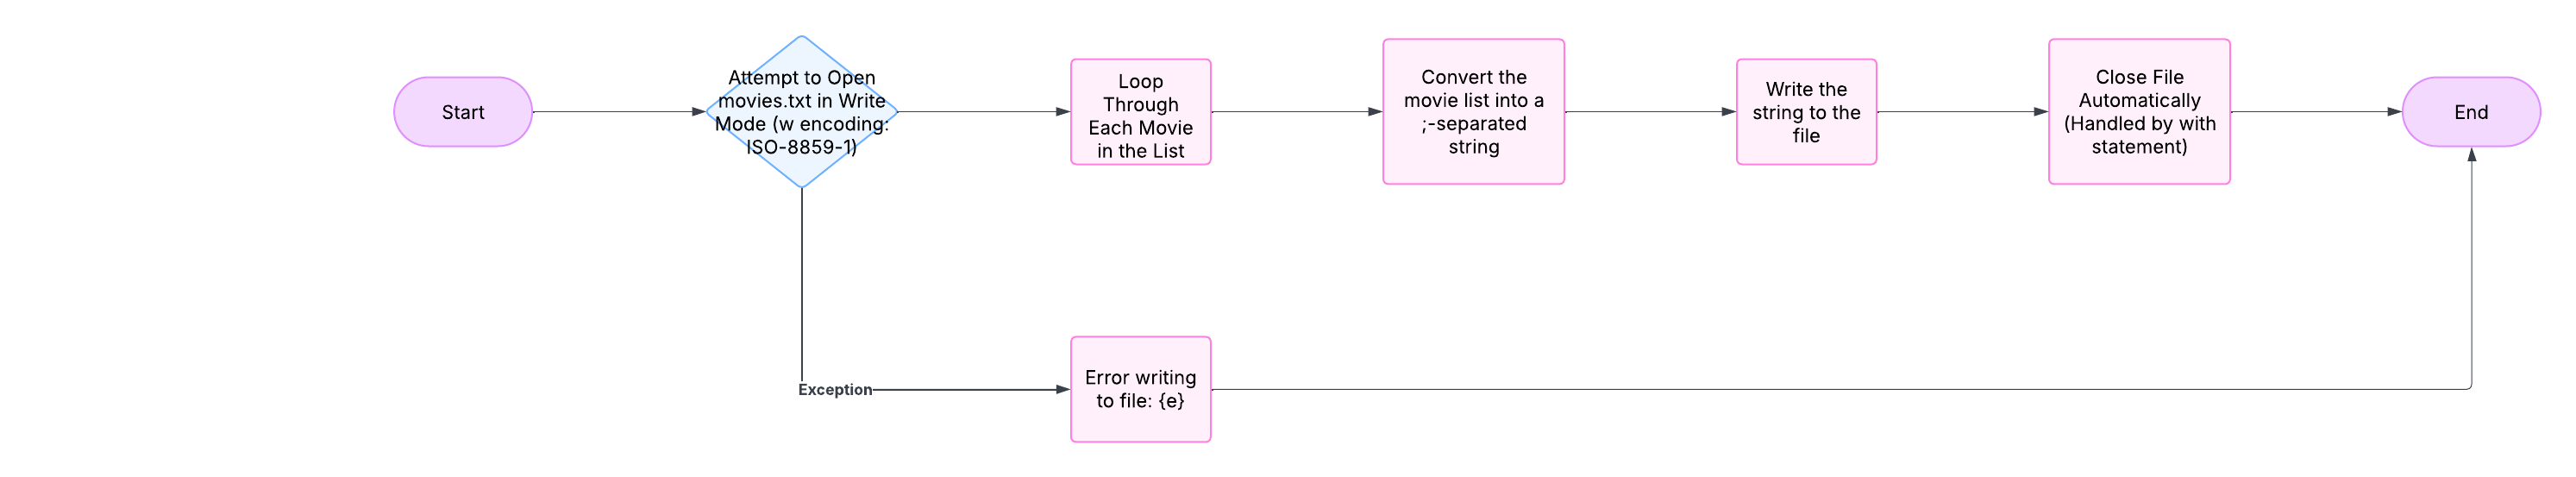 Start
Attempt to Open
movies.txt in Write
Mode (w encoding:
ISO-8859-1)
Loop
Through
Each Movie
in the List
Convert the
movie list into a
;-separated
string
Write the
string to the
file
Close File
Automatically
(Handled by with
statement)
End
Exception
Error writing
to file: {e}